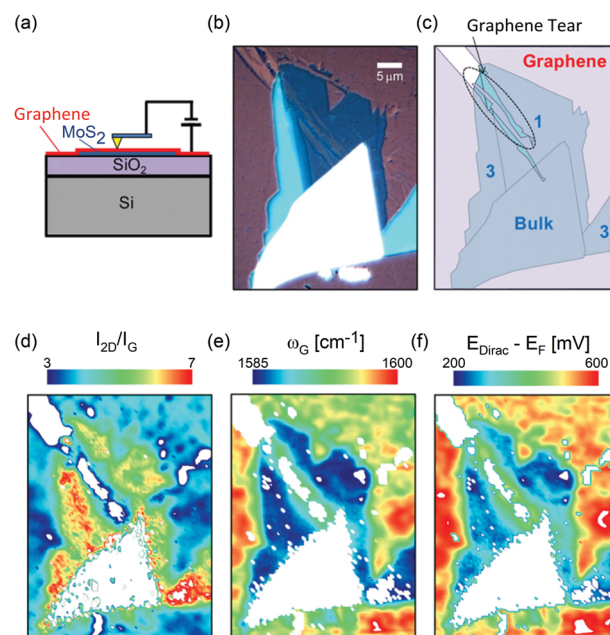 (a)
Graphene
MoS2
SiO2
Si
(b)
5 μm
(c)
Graphene Tear
Graphene
1
3
Bulk
3
(d)
I2D/IG
3 7
(e)
ωG [cm-1]
1585 1600
(f)
EDirac - EF [mV]
200 600